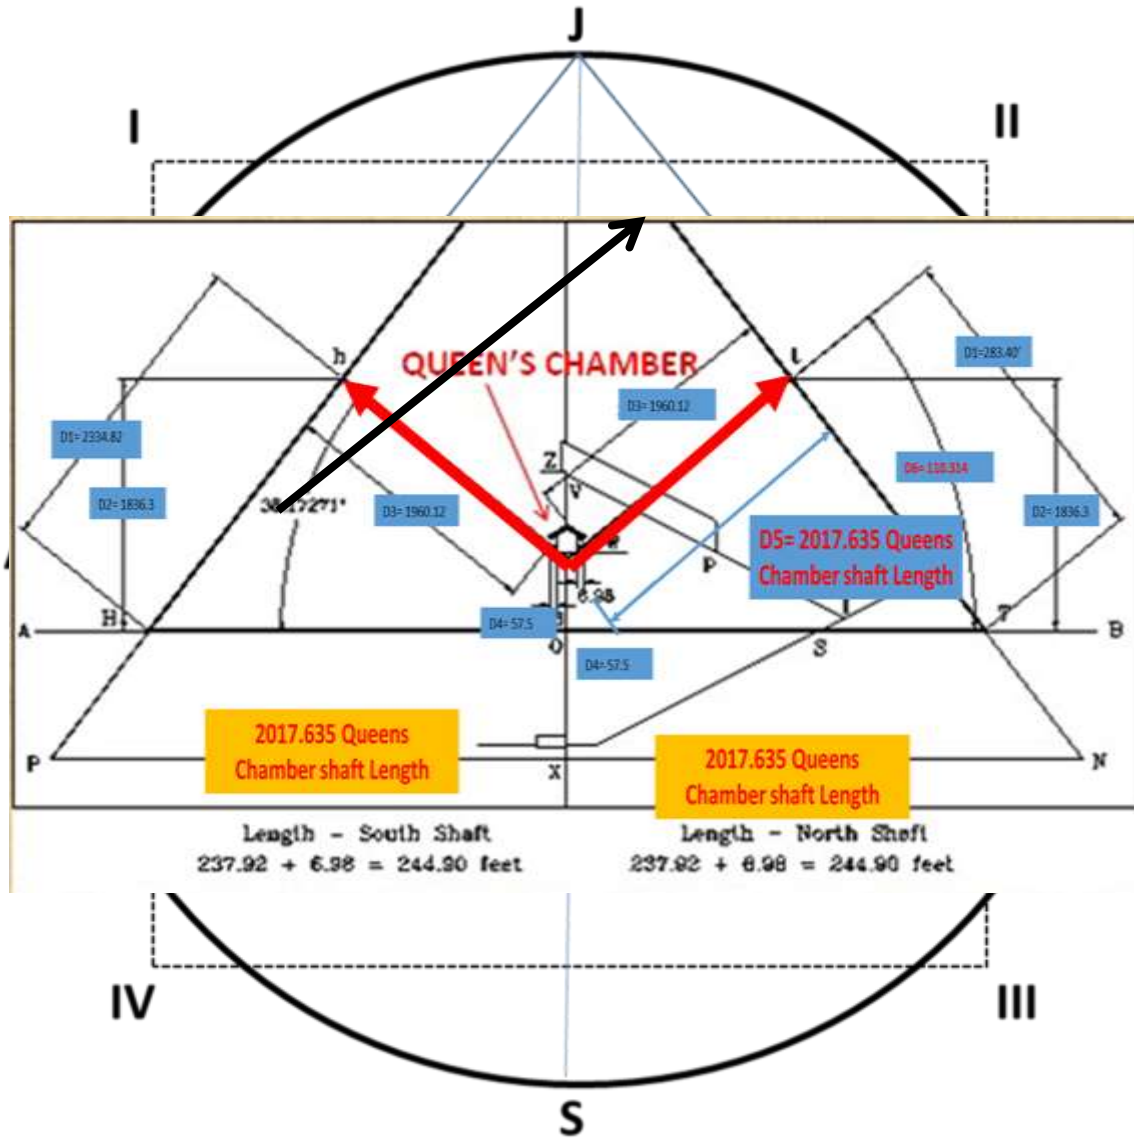 J
I
II
h
QUEEN'S CHAMBER
t
D1=283.40'
D3= 1960.12
D1= 2334.82
Z
V
D6=110.314
D2= 1836.3
D3= 1960.12
D2= 1836.3
D5= 2017.635 Queens
Chamber shaft Length
P
6.98
H
D4= 57.5
T
A
B
O
S
D4=-57.5
2017.635 Queens
Chamber shaft Length
2017.635 Queens
Chamber shaft Length
P
X
N
Length - South Shaft
Length - North Shaft
237.92 + 6.98 = 244.90 feet
237.92 + 6.98 = 244.90 feet
IV
III
S